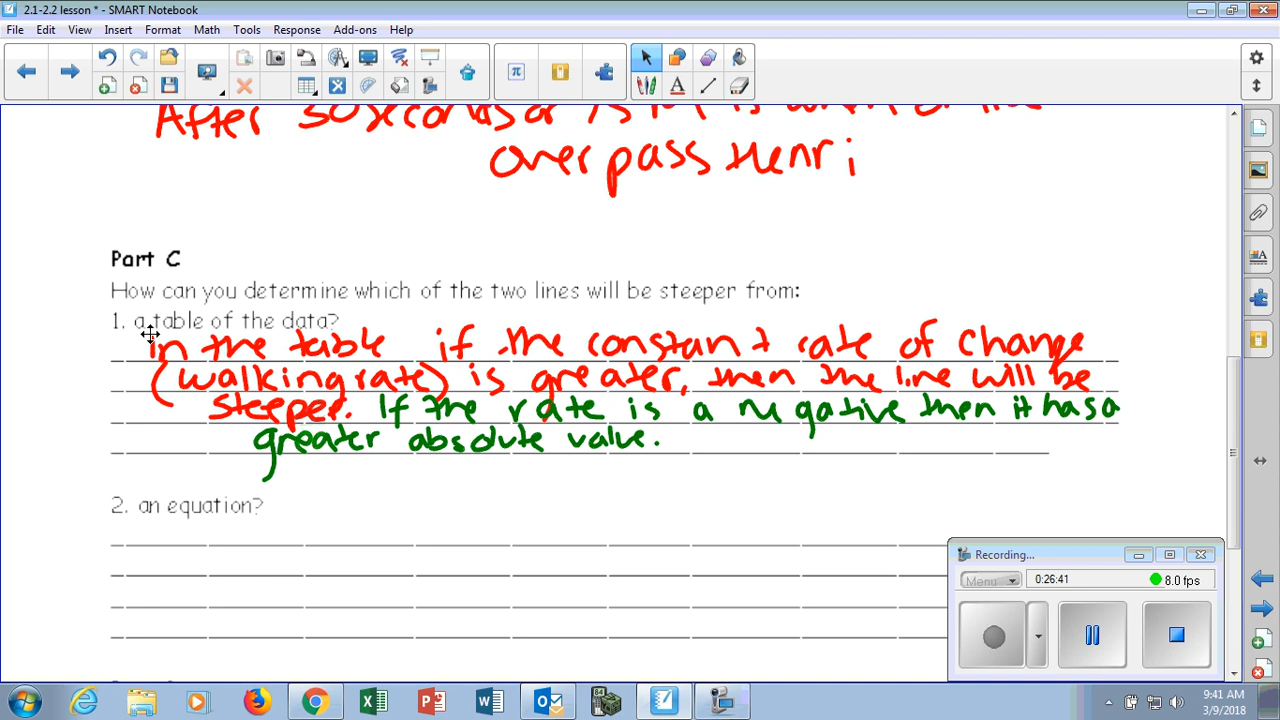 2.1-2.2 lesson * - SMART Notebook
File Edit View Insert Format Math Tools Response Add-ons Help
After 30 seconds or
over pass Henri
Part C
How can you determine which of the two lines will be steeper from:
1. a table of the data?
In the table if the constant rate of change
(walking rate) is greater, then the line will be
steeper. If the rate is a negative then it has a
greater absolute value.
2. an equation?
Recording...
Menu 0:26:41 8.0 fps
9:41 AM
3/9/2018